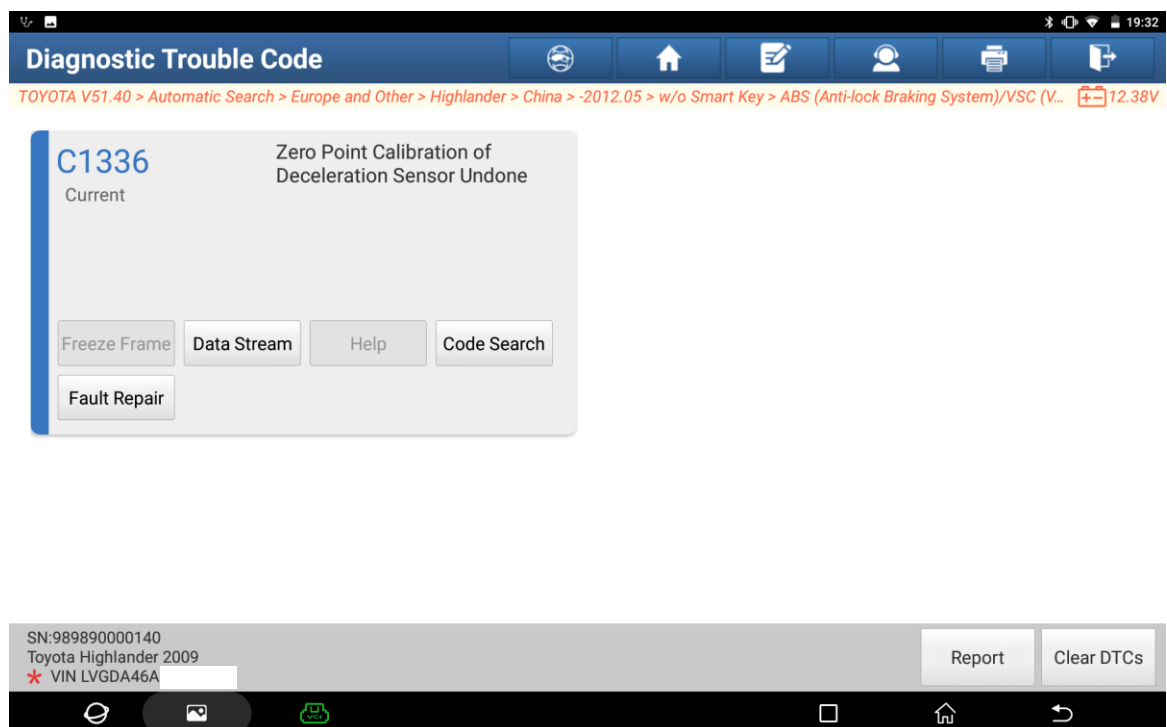 19:32
Diagnostic Trouble Code
TOYOTA V51.40 > Automatic Search > Europe and Other > Highlander > China > -2012.05 > w/o Smart Key > ABS (Anti-lock Braking System)/VSC (V... 12.38V
C1336
Current
Zero Point Calibration of
Deceleration Sensor Undone
Freeze Frame
Data Stream
Help
Code Search
Fault Repair
SN:989890000140
Toyota Highlander 2009
VIN LVGDA46A
Report
Clear DTCs
VCI